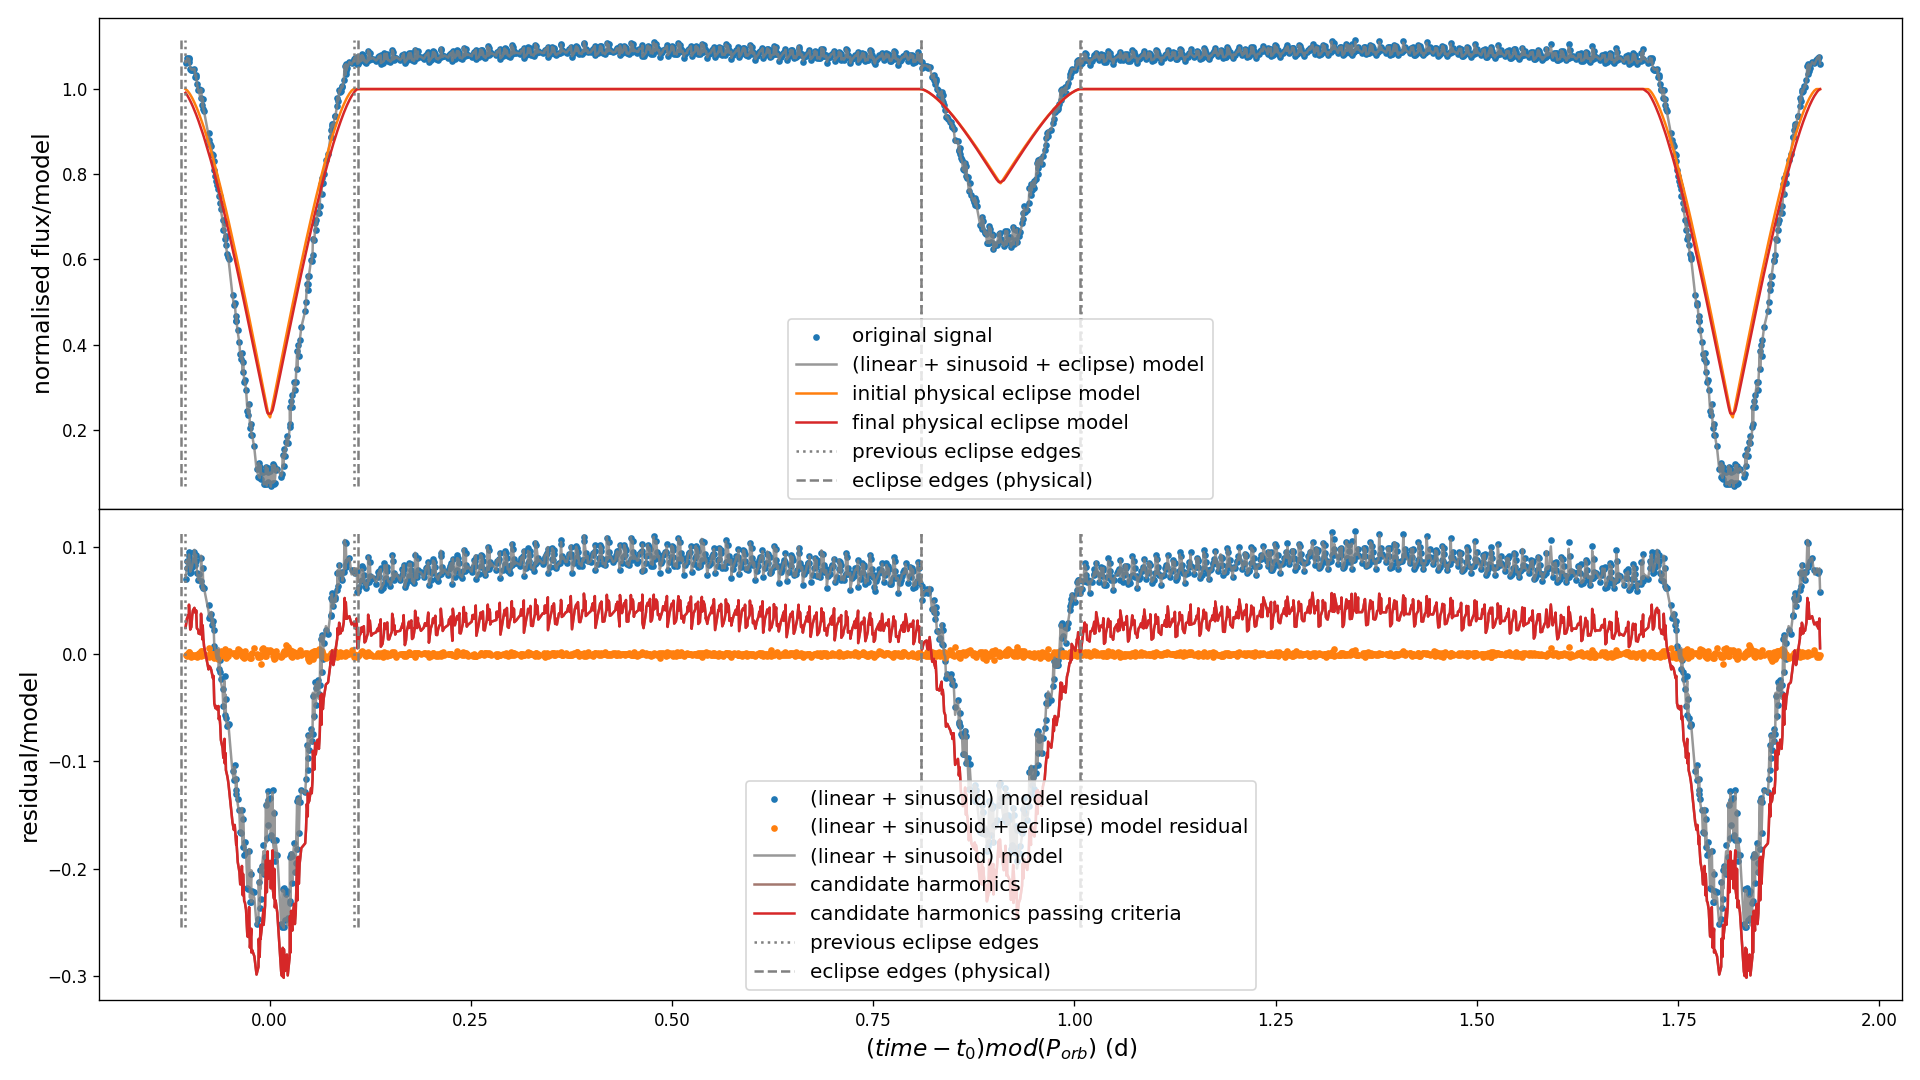 normalised flux/model
1.0
0.8
0.6
0.4
0.2
original signal
(linear + sinusoid + eclipse) model
initial physical eclipse model
final physical eclipse model
previous eclipse edges
eclipse edges (physical)
residual/model
0.1
0.0
−0.1
−0.2
−0.3
(linear + sinusoid) model residual
(linear + sinusoid + eclipse) model residual
(linear + sinusoid) model
candidate harmonics
candidate harmonics passing criteria
previous eclipse edges
eclipse edges (physical)
0.00 0.25 0.50 0.75 1.00 1.25 1.50 1.75 2.00
(time − t₀)mod(Pₒᵣb) (d)